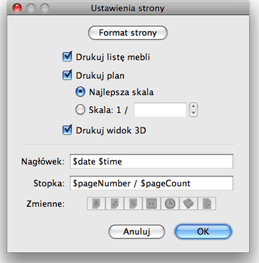 Ustawienia strony
Format strony
Drukuj listę mebli
Drukuj plan
Najlepsza skala
Skala: 1 /
Drukuj widok 3D
Nagłówek: $date $time
Stopka: $pageNumber / $pageCount
Zmienne:
Anuluj OK